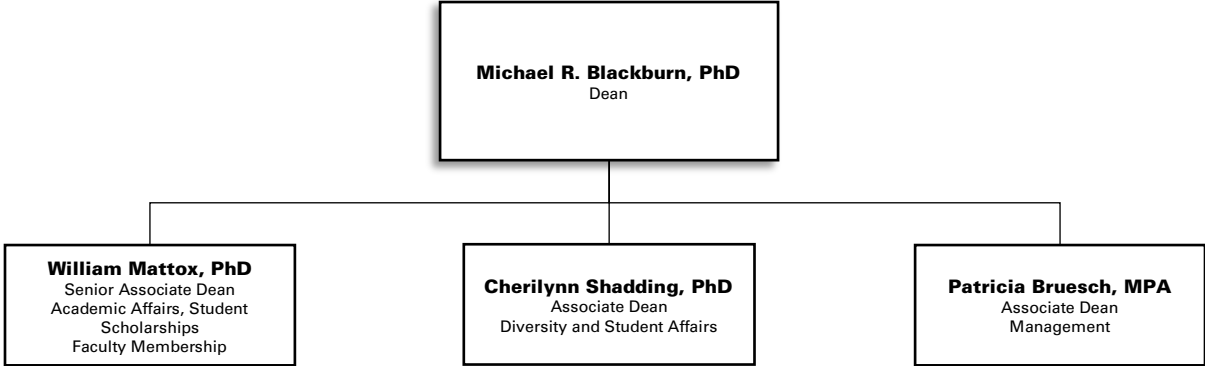 Michael R. Blackburn, PhD
Dean
William Mattox, PhD
Senior Associate Dean
Academic Affairs, Student
Scholarships
Faculty Membership
Cherilynn Shadding, PhD
Associate Dean
Diversity and Student Affairs
Patricia Bruesch, MPA
Associate Dean
Management